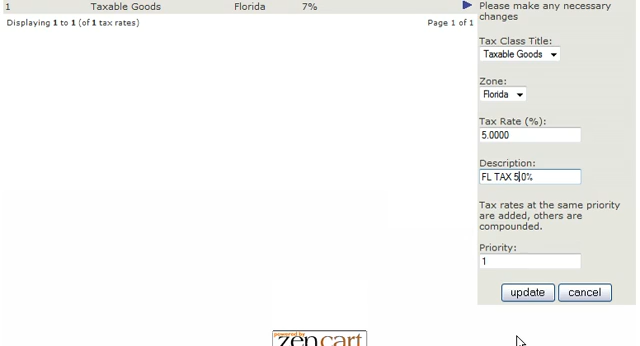 1 Taxable Goods Florida 7%
Displaying 1 to 1 (of 1 tax rates) Page 1 of 1
Please make any necessary
changes
Tax Class Title:
Taxable Goods
Zone:
Florida
Tax Rate (%):
5.0000
Description:
FL TAX 5.0%
Tax rates at the same priority
are added, others are
compounded.
Priority:
1
update cancel
powered by
zen cart